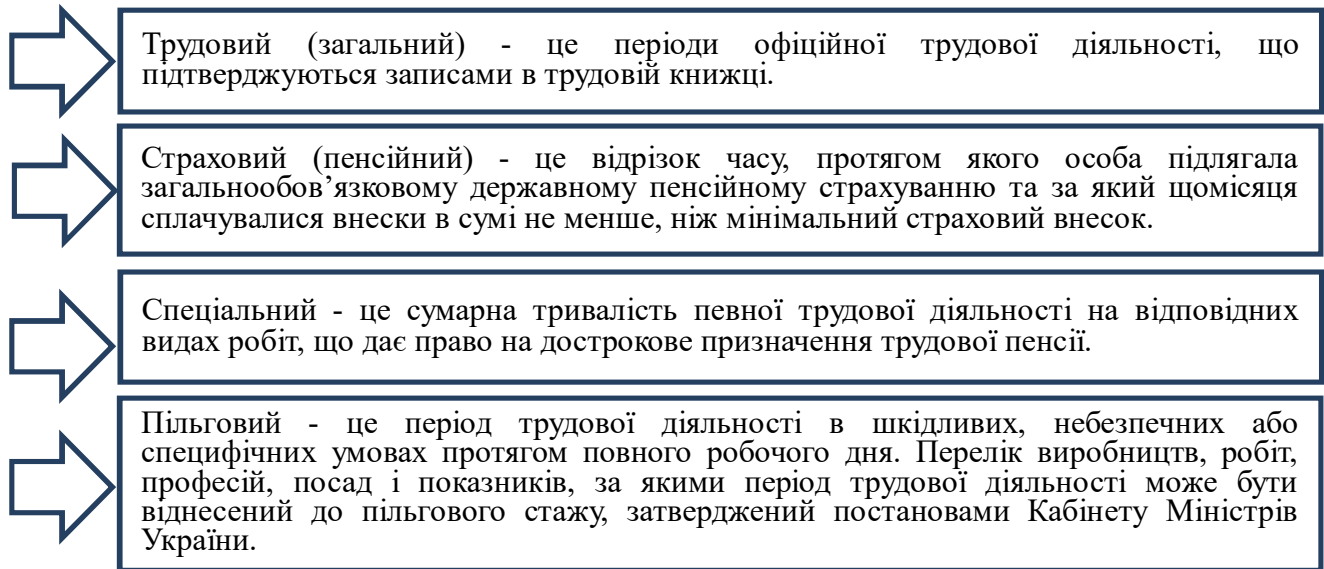 Трудовий (загальний) - це періоди офіційної трудової діяльності, що
підтверджуються записами в трудовій книжці.
Страховий (пенсійний) - це відрізок часу, протягом якого особа підлягала
загальнообов’язковому державному пенсійному страхуванню та за який щомісяця
сплачувалися внески в сумі не менше, ніж мінімальний страховий внесок.
Спеціальний - це сумарна тривалість певної трудової діяльності на відповідних
видах робіт, що дає право на дострокове призначення трудової пенсії.
Пільговий - це період трудової діяльності в шкідливих, небезпечних або
специфічних умовах протягом повного робочого дня. Перелік виробництв, робіт,
професій, посад і показників, за якими період трудової діяльності може бути
віднесений до пільгового стажу, затверджений постановами Кабінету Міністрів
України.